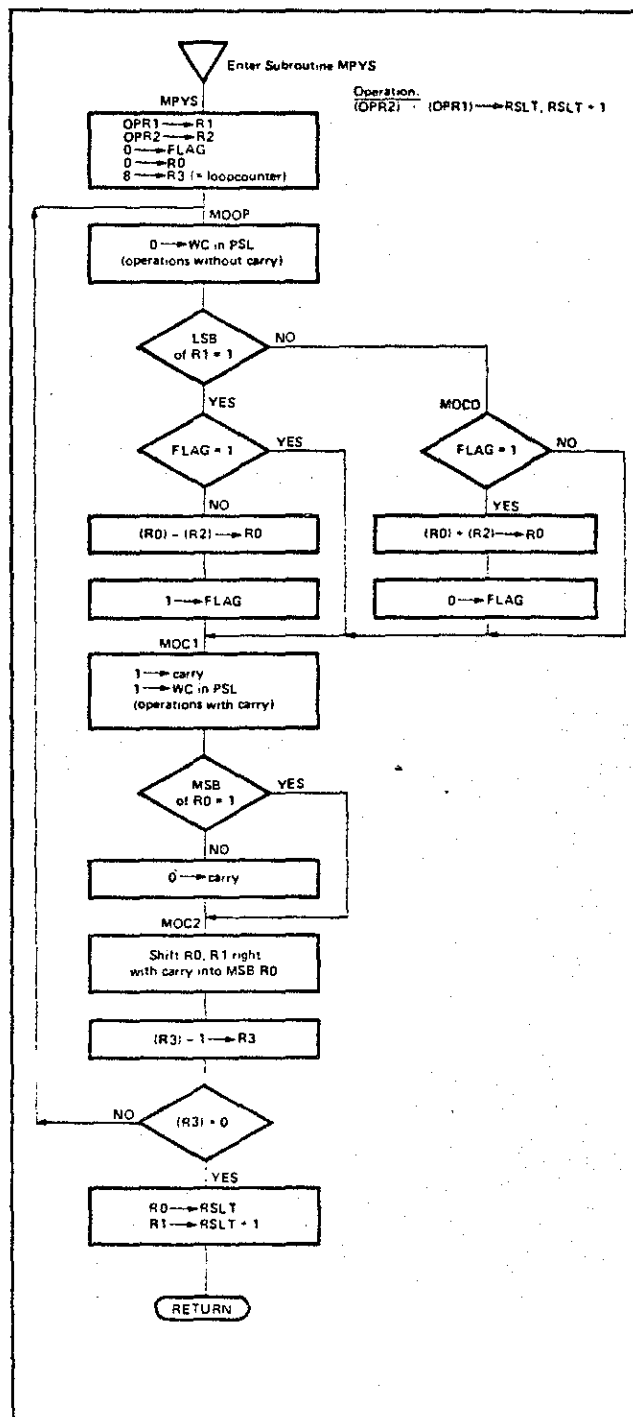 Enter Subroutine MPYS
Operation:
(OPR2) · (OPR1)→RSLT, RSLT + 1
MPYS
OPR1→R1
OPR2→R2
0→FLAG
0→R0
8→R3 (= loopcounter)
MOOP
0→WC in PSL
(operations without carry)
LSB
of R1 = 1
NO
YES
MOC0
FLAG = 1
YES
NO
FLAG = 1
NO
YES
(R0) - (R2)→R0
(R0) + (R2)→R0
1→FLAG
0→FLAG
MOC1
1→carry
1→WC in PSL
(operations with carry)
MSB
of R0 = 1
YES
NO
0→carry
MOC2
Shift R0, R1 right
with carry into MSB R0
(R3) - 1→R3
NO
(R3) = 0
YES
R0→RSLT
R1→RSLT + 1
RETURN